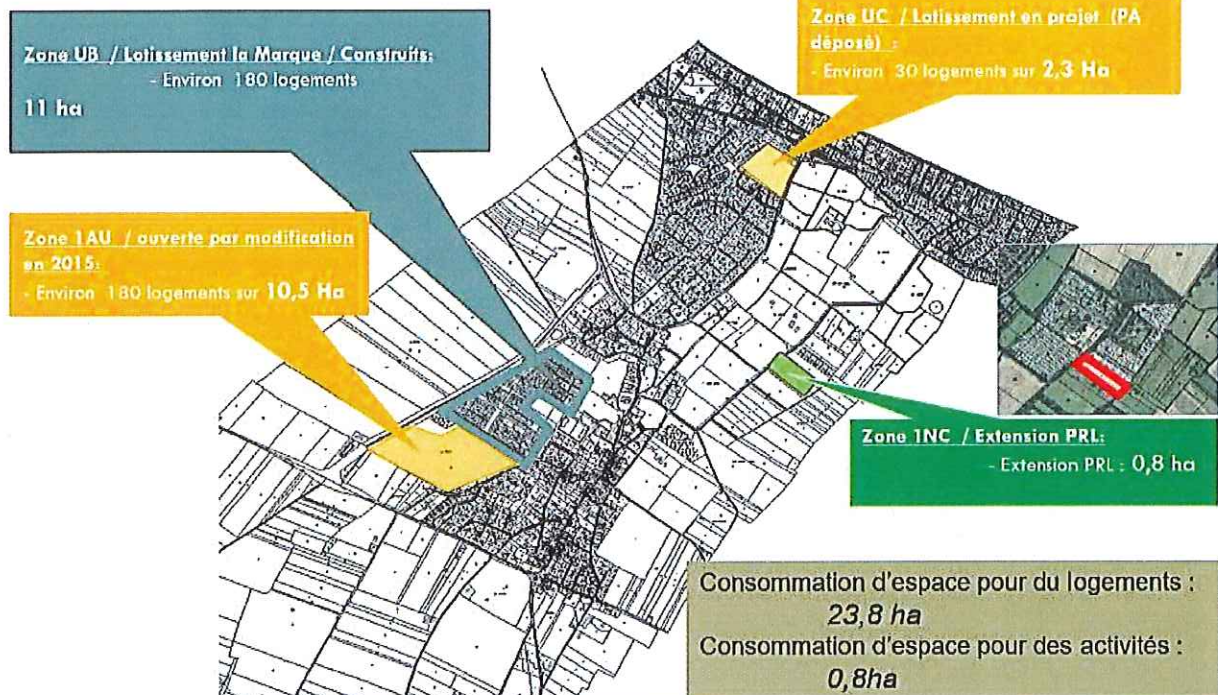 Zone UB / Lotissement la Marque / Construits:
- Environ 180 logements
11 ha
Zone UC / Lotissement en projet (PA
déposé) :
- Environ 30 logements sur 2,3 Ha
Zone 1AU / ouverte par modification
en 2015:
- Environ 180 logements sur 10,5 Ha
Zone 1NC / Extension PRL:
- Extension PRL : 0,8 ha
Consommation d'espace pour du logements :
23,8 ha
Consommation d'espace pour des activités :
0,8ha